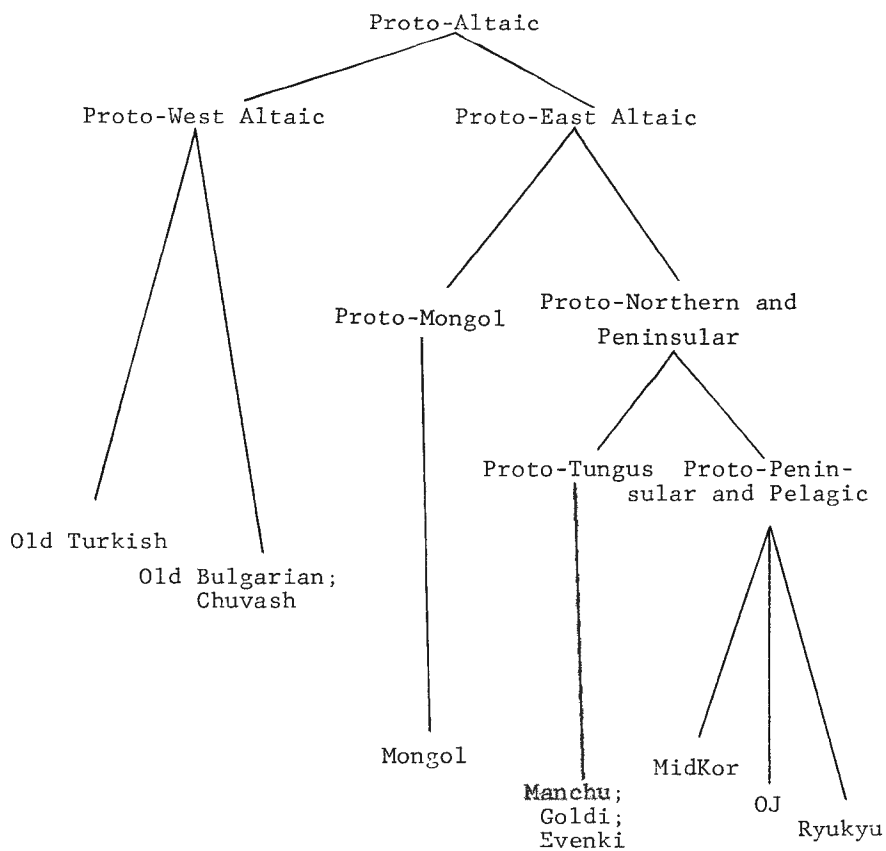 Proto-Altaic
Proto-West Altaic
Proto-East Altaic
Proto-Mongol
Proto-Northern and
Peninsular
Proto-Tungus
Proto-Penin-
sular and Pelagic
Old Turkish
Old Bulgarian;
Chuvash
Mongol
Manchu;
Goldi;
Evenki
MidKor
OJ
Ryukyu